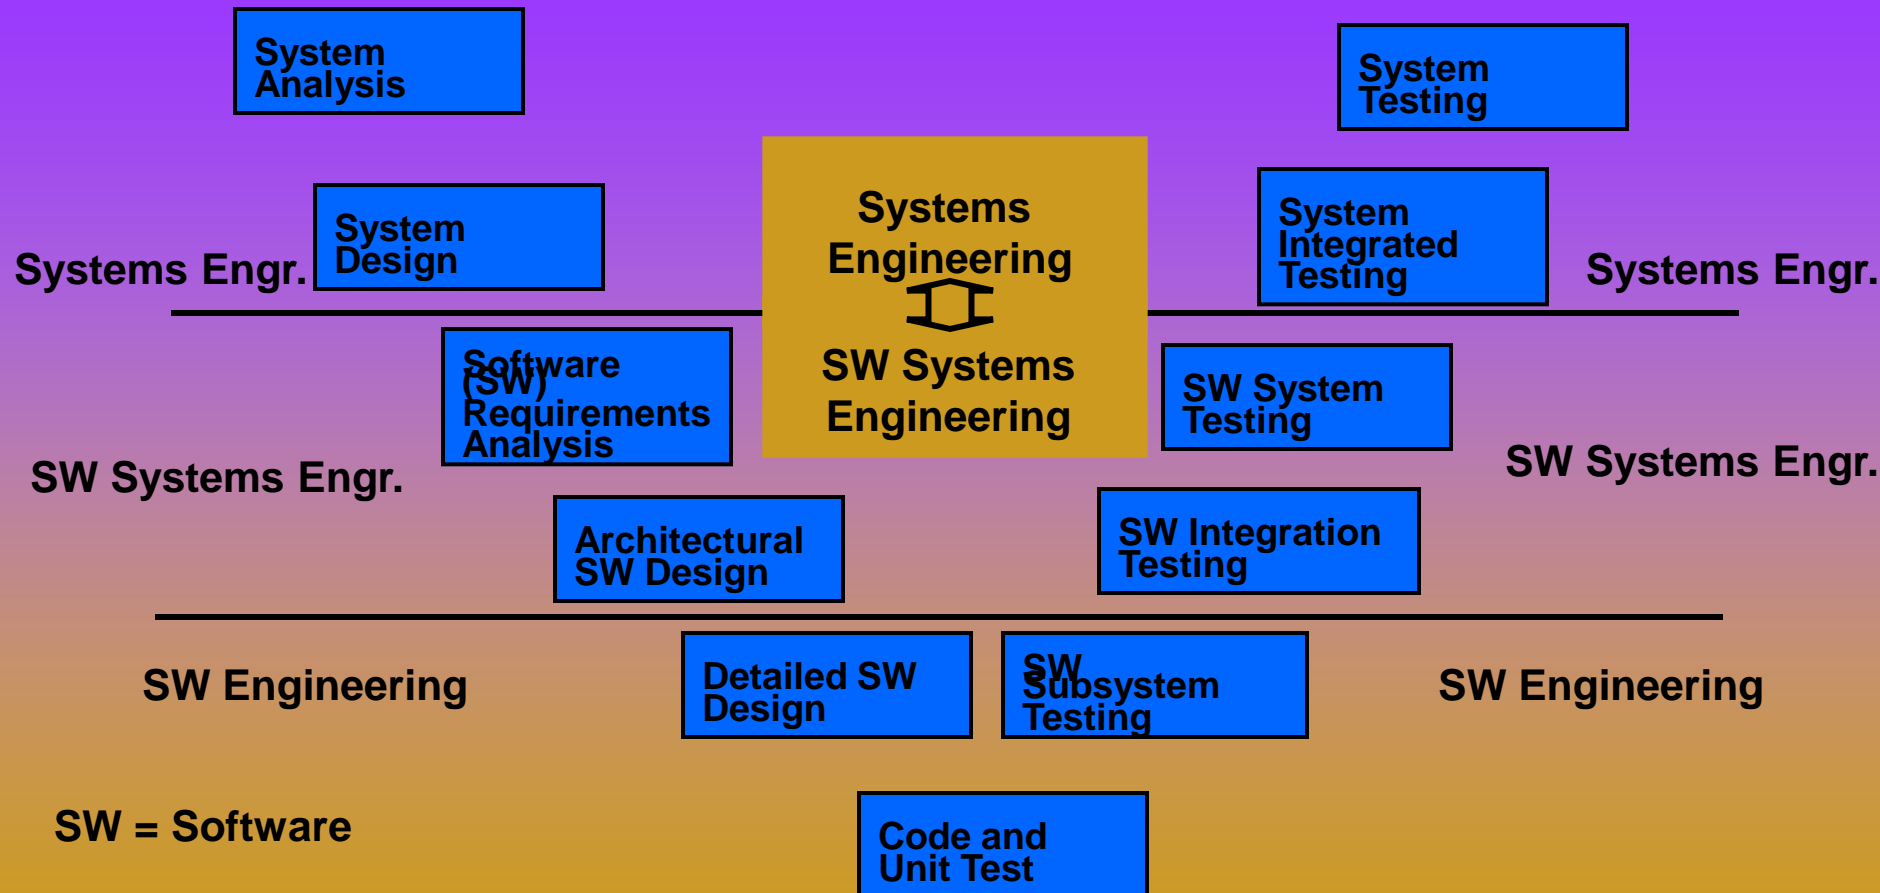 System
Analysis
System
Testing
System
Design
Systems
Engineering
System
Integrated
Testing
Systems Engr.
Systems Engr.
Software
(SW)
Requirements
Analysis
SW Systems
Engineering
SW System
Testing
SW Systems Engr.
SW Systems Engr.
Architectural
SW Design
SW Integration
Testing
SW Engineering
Detailed SW
Design
SW
Subsystem
Testing
SW Engineering
SW = Software
Code and
Unit Test